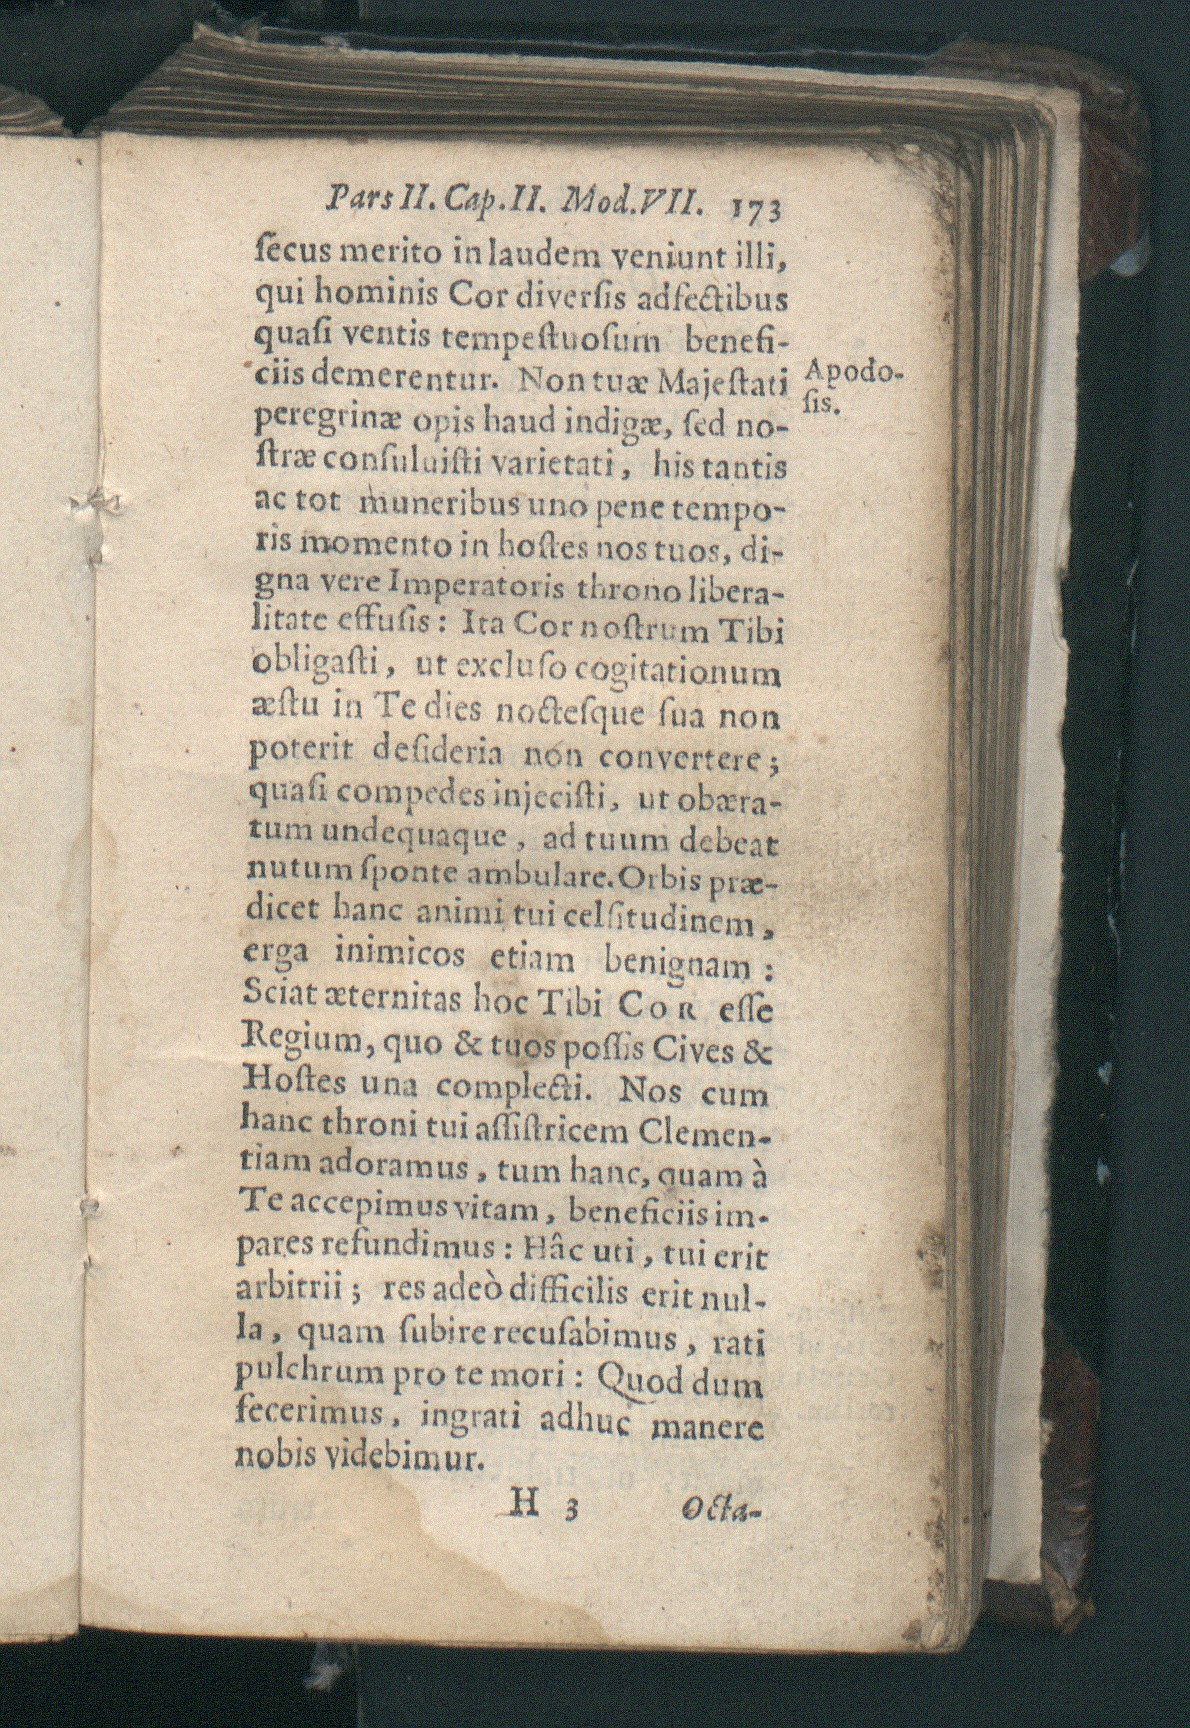 Pars II. Cap. II. Mod. VII. 173
ſecus merito in laudem veniunt illi,
qui hominis Cor diverſis adfectibus
quaſi ventis tempeſtuoſum benefi-
ciis demerentur. Non tuæ Majeſtati
Apodo-
ſis.
peregrinæ opis haud indigæ, ſed no-
ſtræ conſuluiſti varietati, his tantis
ac tot muneribus uno pene tempo-
ris momento in hoſtes nos tuos, di-
gna vere Imperatoris throno libera-
litate effuſis: Ita Cor noſtrum Tibi
obligaſti, ut excluſo cogitationum
æſtu in Te dies noctesque ſua non
poterit deſideria non convertere;
quaſi compedes injeciſti, ut obæra-
tum undequaque, ad tuum debeat
nutum ſponte ambulare. Orbis præ-
dicet hanc animi tui celſitudinem,
erga inimicos etiam benignam:
Sciat æternitas hoc Tibi COR eſſe
Regium, quo & tuos poſſis Cives &
Hoſtes una complecti. Nos cum
hanc throni tui aſſiſtricem Clemen-
tiam adoramus, tum hanc, quam à
Te accepimus vitam, beneficiis im-
pares refundimus: Hâc uti, tui erit
arbitrii; res adeò difficilis erit nul-
la, quam ſubire recuſabimus, rati
pulchrum pro te mori: Quod dum
fecerimus, ingrati adhuc manere
nobis videbimur.
H 3 Octa-